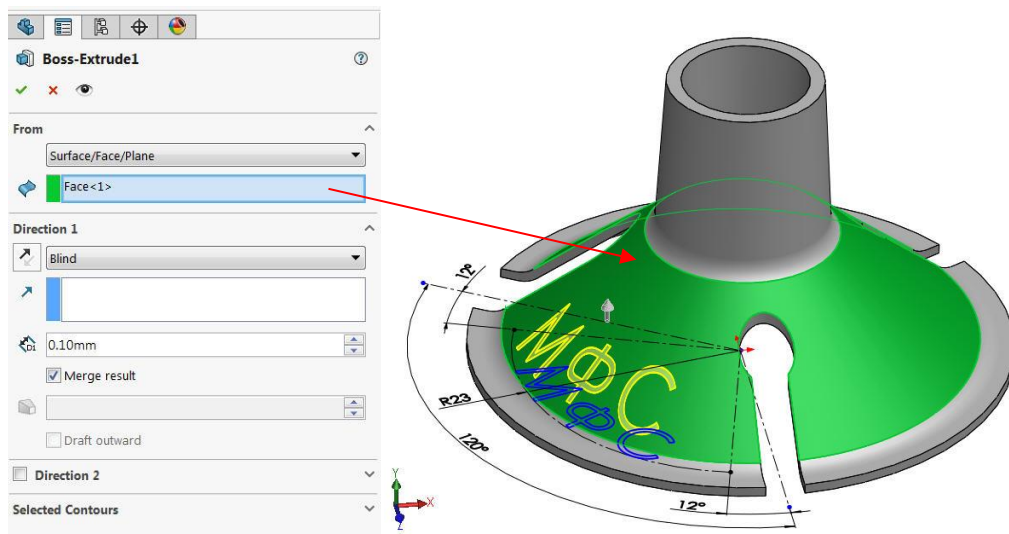 Boss-Extrude1
From
Surface/Face/Plane
Face<1>
Direction 1
Blind
D1
0.10mm
Merge result
Draft outward
Direction 2
Selected Contours
12°
МФС
МФС
R23
120°
12°
Y
X
Z